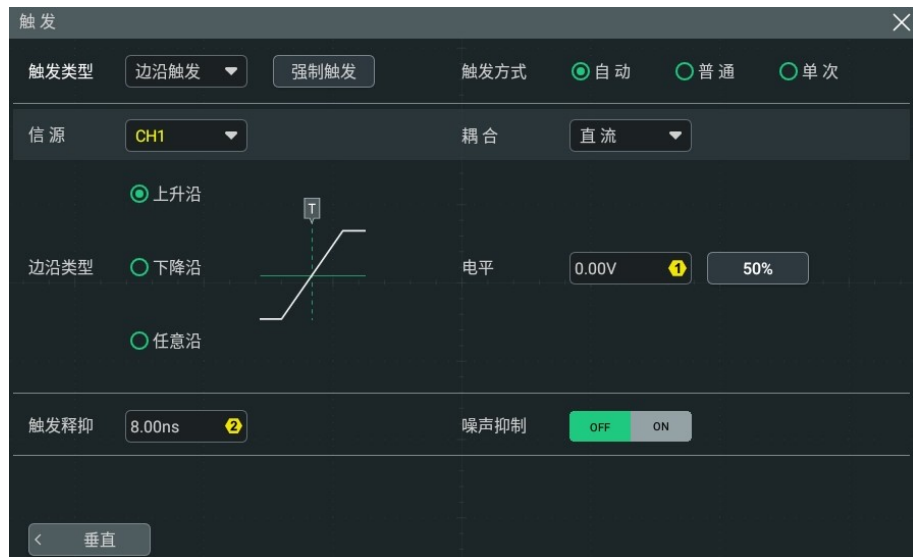 触发
触发类型 边沿触发 强制触发 触发方式 自动 普通 单次
信源 CH1 耦合 直流
上升沿
T
边沿类型 下降沿 电平 0.00V 1 50%
任意沿
触发释抑 8.00ns 2 噪声抑制 OFF ON
< 垂直